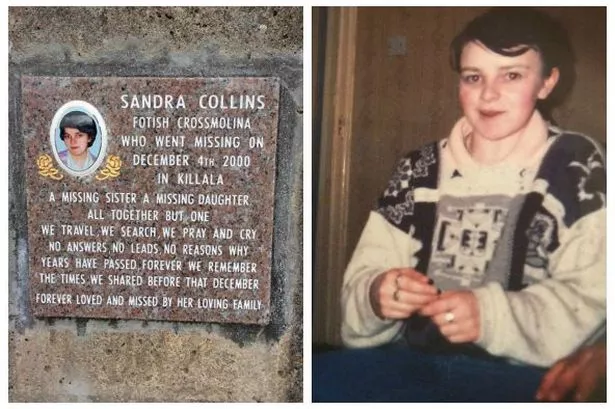 SANDRA COLLINS
FOTISH CROSSMOLINA
WHO WENT MISSING ON
DECEMBER 4TH, 2000
IN KILLALA
A MISSING SISTER A MISSING DAUGHTER
ALL TOGETHER BUT ONE
WE TRAVEL, WE SEARCH, WE PRAY AND CRY
NO ANSWERS, NO LEADS, NO REASONS WHY
YEARS HAVE PASSED, FOREVER WE REMEMBER
THE TIMES WE SHARED BEFORE THAT DECEMBER
FOREVER LOVED AND MISSED BY HER LOVING FAMILY